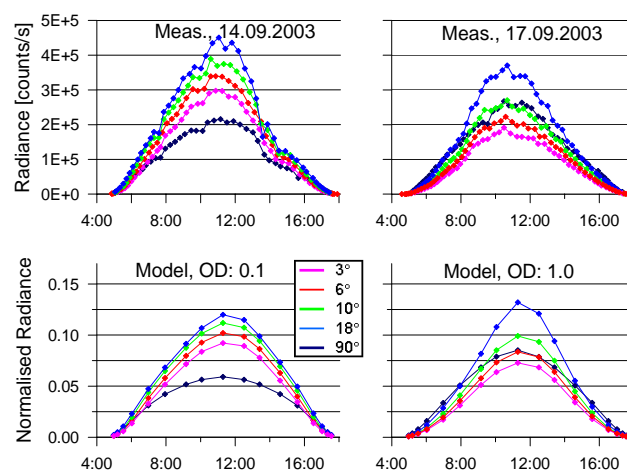 Meas., 14.09.2003
Meas., 17.09.2003
Radiance [counts/s]
5E+5
4E+5
3E+5
2E+5
1E+5
0E+0
4:00 8:00 12:00 16:00
4:00 8:00 12:00 16:00
Model, OD: 0.1
Model, OD: 1.0
Normalised Radiance
0.15
0.10
0.05
0.00
3°
6°
10°
18°
90°
4:00 8:00 12:00 16:00
4:00 8:00 12:00 16:00